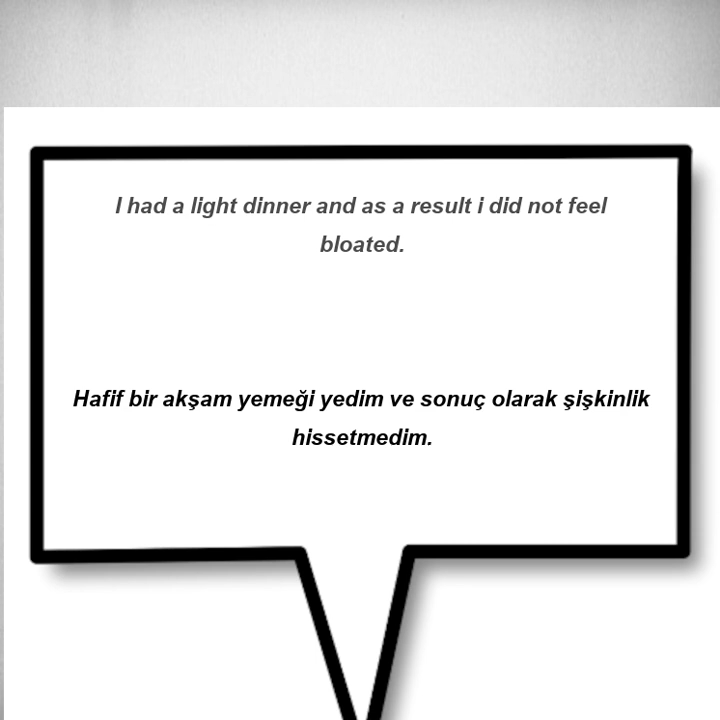 I had a light dinner and as a result i did not feel
bloated.
Hafif bir akşam yemeği yedim ve sonuç olarak şişkinlik
hissetmedim.